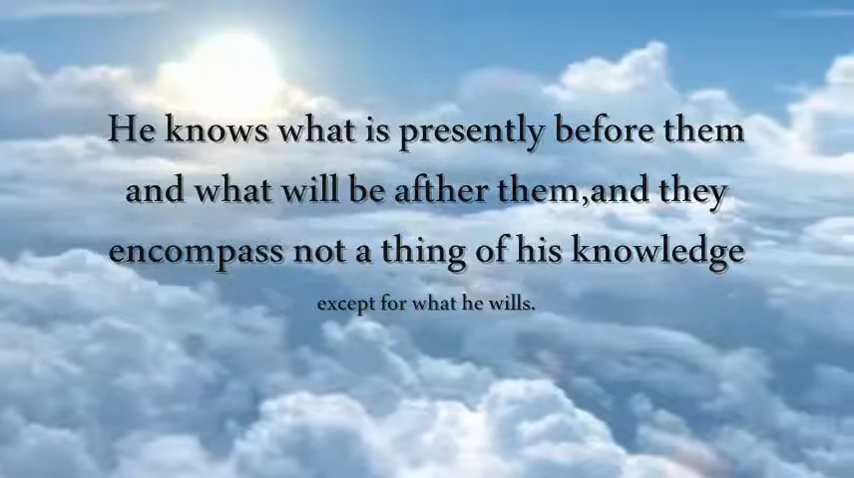 He knows what is presently before them
and what will be afther them,and they
encompass not a thing of his knowledge
except for what he wills.